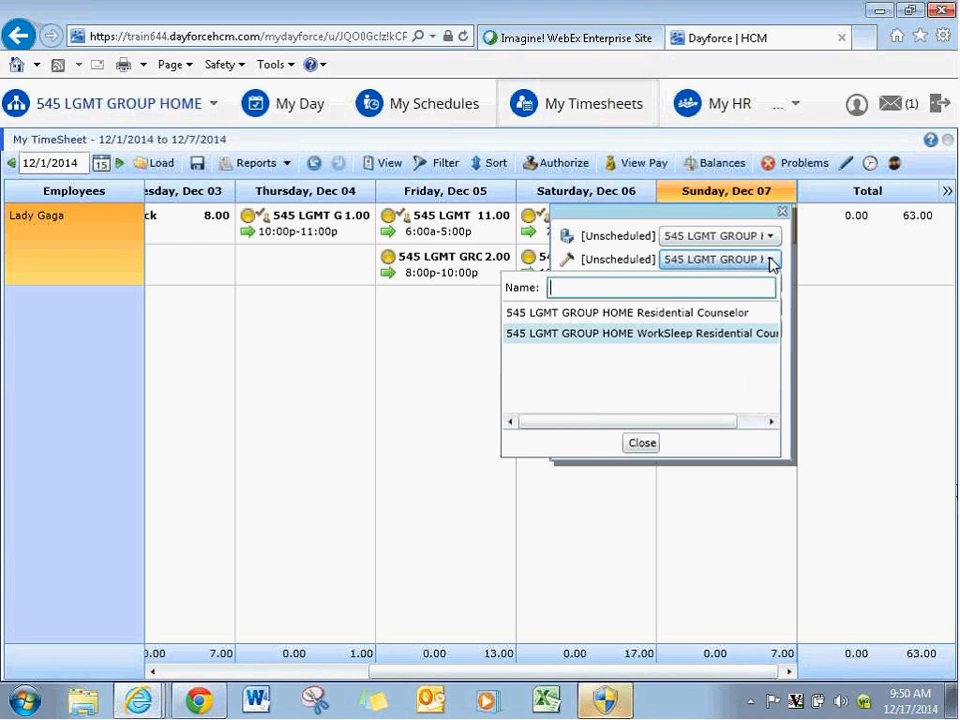 https://train644.dayforcehcm.com/mydayforce/u/
Imagine! WebEx Enterprise Site
Dayforce | HCM
Page
Safety
Tools
545 LGMT GROUP HOME
My Day
My Schedules
My Timesheets
My HR
...
(1)
My TimeSheet - 12/1/2014 to 12/7/2014
12/1/2014
15
Load
Reports
View
Filter
Sort
Authorize
View Pay
Balances
Problems
Employees
esday, Dec 03
Thursday, Dec 04
Friday, Dec 05
Saturday, Dec 06
Sunday, Dec 07
Total
Lady Gaga
ck 8.00
545 LGMT G 1.00
545 LGMT 11.00
0.00
63.00
10:00p-11:00p
6:00a-5:00p
[Unscheduled]
545 LGMT GROUP
545 LGMT GRC 2.00
[Unscheduled]
545 LGMT GROUP
8:00p-10:00p
Name:
545 LGMT GROUP HOME Residential Counselor
545 LGMT GROUP HOME WorkSleep Residential Cour
Close
0.00 7.00 0.00 1.00 0.00 13.00 0.00 17.00 0.00 7.00 0.00 63.00
9:50 AM
12/17/2014